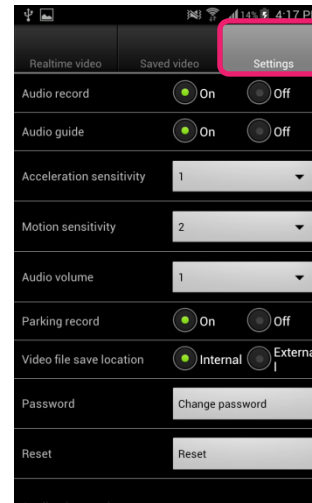 14% 4:17 P
Realtime video Saved video Settings
Audio record On Off
Audio guide On Off
Acceleration sensitivity 1
Motion sensitivity 2
Audio volume 1
Parking record On Off
Video file save location Internal Externa
l
Password Change password
Reset Reset